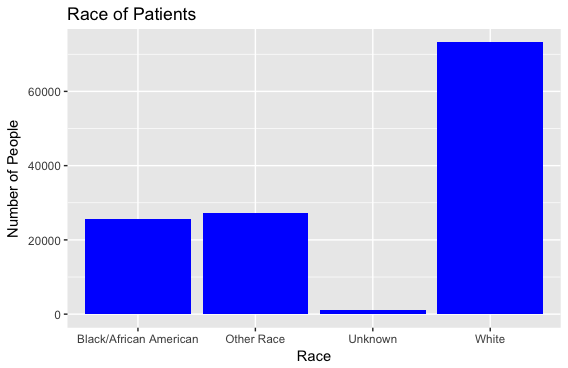 Race of Patients
Number of People
60000
40000
20000
0
Black/African American
Other Race
Unknown
White
Race